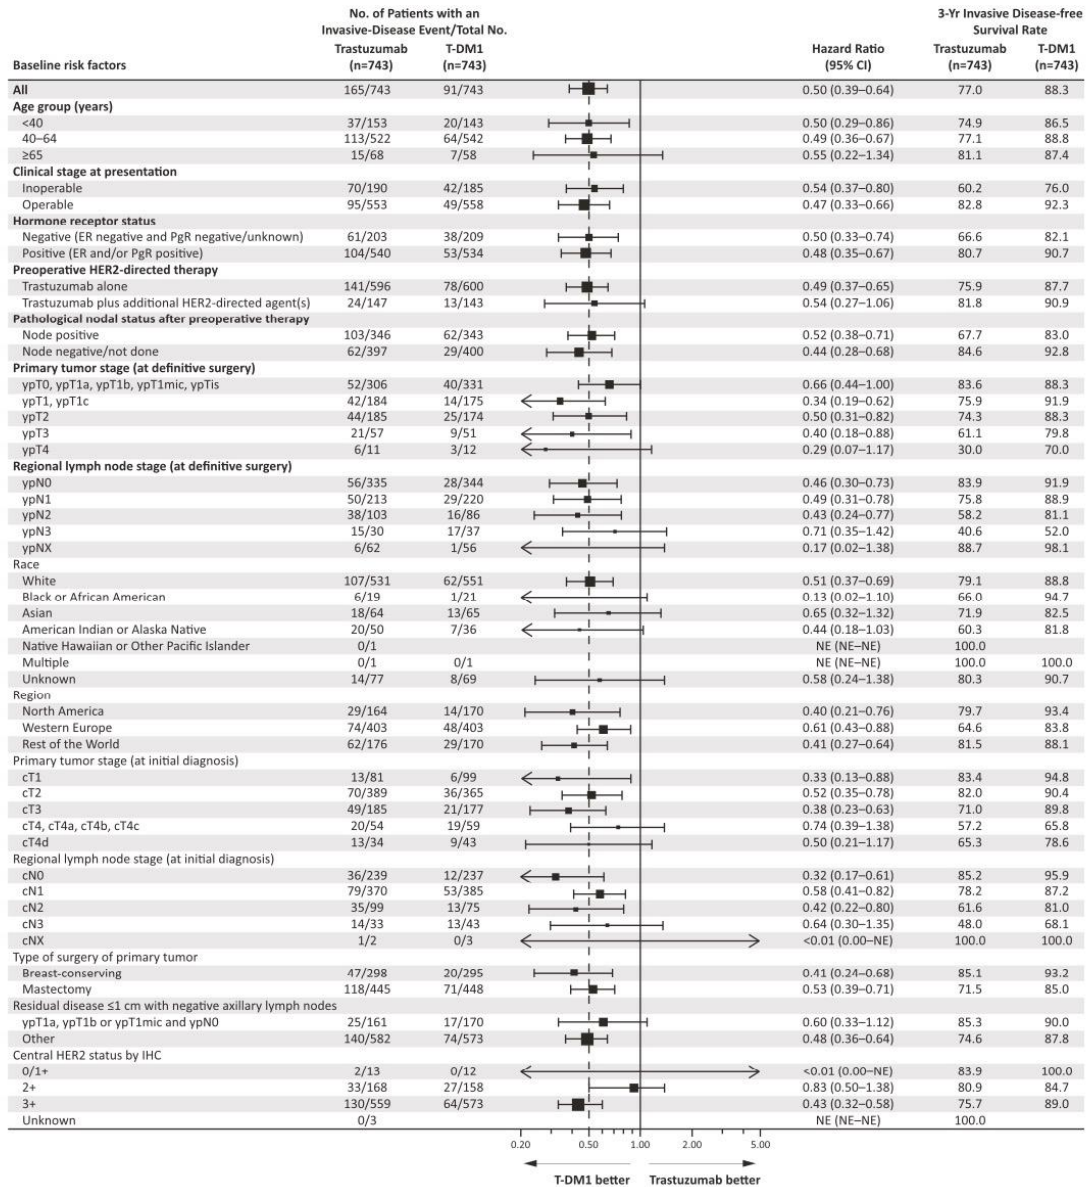 No. of Patients with an Invasive-Disease Event/Total No. 3-Yr Invasive Disease-free Survival Rate
Baseline risk factors Trastuzumab (n=743) T-DM1 (n=743) Hazard Ratio (95% CI) Trastuzumab (n=743) T-DM1 (n=743)
All 165/743 91/743 0.50 (0.39–0.64) 77.0 88.3
Age group (years)
<40 37/153 20/143 0.50 (0.29–0.86) 74.9 86.5
40–64 113/522 64/542 0.49 (0.36–0.67) 77.1 88.8
≥65 15/68 7/58 0.55 (0.22–1.34) 81.1 87.4
Clinical stage at presentation
Inoperable 70/190 42/185 0.54 (0.37–0.80) 60.2 76.0
Operable 95/553 49/558 0.47 (0.33–0.66) 82.8 92.3
Hormone receptor status
Negative (ER negative and PgR negative/unknown) 61/203 38/209 0.50 (0.33–0.74) 66.6 82.1
Positive (ER and/or PgR positive) 104/540 53/534 0.48 (0.35–0.67) 80.7 90.7
Preoperative HER2-directed therapy
Trastuzumab alone 141/596 78/600 0.49 (0.37–0.65) 75.9 87.7
Trastuzumab plus additional HER2-directed agent(s) 24/147 13/143 0.54 (0.27–1.06) 81.8 90.9
Pathological nodal status after preoperative therapy
Node positive 103/346 62/343 0.52 (0.38–0.71) 67.7 83.0
Node negative/not done 62/397 29/400 0.44 (0.28–0.68) 84.6 92.8
Primary tumor stage (at definitive surgery)
ypT0, ypT1a, ypT1b, ypT1mic, ypTis 52/306 40/331 0.66 (0.44–1.00) 83.6 88.3
ypT1, ypT1c 42/184 14/175 0.34 (0.19–0.62) 75.9 91.9
ypT2 44/185 25/174 0.50 (0.31–0.82) 74.3 88.3
ypT3 21/57 9/51 0.40 (0.18–0.88) 61.1 79.8
ypT4 6/11 3/12 0.29 (0.07–1.17) 30.0 70.0
Regional lymph node stage (at definitive surgery)
ypN0 56/335 28/344 0.46 (0.30–0.73) 83.9 91.9
ypN1 50/213 29/220 0.49 (0.31–0.78) 75.8 88.9
ypN2 38/103 16/86 0.43 (0.24–0.77) 58.2 81.1
ypN3 15/30 17/37 0.71 (0.35–1.42) 40.6 52.0
ypNX 6/62 1/56 0.17 (0.02–1.38) 88.7 98.1
Race
White 107/531 62/551 0.51 (0.37–0.69) 79.1 88.8
Black or African American 6/19 1/21 0.13 (0.02–1.10) 66.0 94.7
Asian 18/64 13/65 0.65 (0.32–1.32) 71.9 82.5
American Indian or Alaska Native 20/50 7/36 0.44 (0.18–1.03) 60.3 81.8
Native Hawaiian or Other Pacific Islander 0/1 NE (NE–NE) 100.0
Multiple 0/1 0/1 NE (NE–NE) 100.0 100.0
Unknown 14/77 8/69 0.58 (0.24–1.38) 80.3 90.7
Region
North America 29/164 14/170 0.40 (0.21–0.76) 79.7 93.4
Western Europe 74/403 48/403 0.61 (0.43–0.88) 64.6 83.8
Rest of the World 62/176 29/170 0.41 (0.27–0.64) 81.5 88.1
Primary tumor stage (at initial diagnosis)
cT1 13/81 6/99 0.33 (0.13–0.88) 83.4 94.8
cT2 70/389 36/365 0.52 (0.35–0.78) 82.0 90.4
cT3 49/185 21/177 0.38 (0.23–0.63) 71.0 89.8
cT4, cT4a, cT4b, cT4c 20/54 19/59 0.74 (0.39–1.38) 57.2 65.8
cT4d 13/34 9/43 0.50 (0.21–1.17) 65.3 78.6
Regional lymph node stage (at initial diagnosis)
cN0 36/239 12/237 0.32 (0.17–0.61) 85.2 95.9
cN1 79/370 53/385 0.58 (0.41–0.82) 78.2 87.2
cN2 35/99 13/75 0.42 (0.22–0.80) 61.6 81.0
cN3 14/33 13/43 0.64 (0.30–1.35) 48.0 68.1
cNX 1/2 0/3 <0.01 (0.00–NE) 100.0 100.0
Type of surgery of primary tumor
Breast-conserving 47/298 20/295 0.41 (0.24–0.68) 85.1 93.2
Mastectomy 118/445 71/448 0.53 (0.39–0.71) 71.5 85.0
Residual disease ≤1 cm with negative axillary lymph nodes
ypT1a, ypT1b or ypT1mic and ypN0 25/161 17/170 0.60 (0.33–1.12) 85.3 90.0
Other 140/582 74/573 0.48 (0.36–0.64) 74.6 87.8
Central HER2 status by IHC
0/1+ 2/13 0/12 <0.01 (0.00–NE) 83.9 100.0
2+ 33/168 27/158 0.83 (0.50–1.38) 80.9 84.7
3+ 130/559 64/573 0.43 (0.32–0.58) 75.7 89.0
Unknown 0/3 NE (NE–NE) 100.0
0.20 0.50 1.00 2.00 5.00
T-DM1 better Trastuzumab better